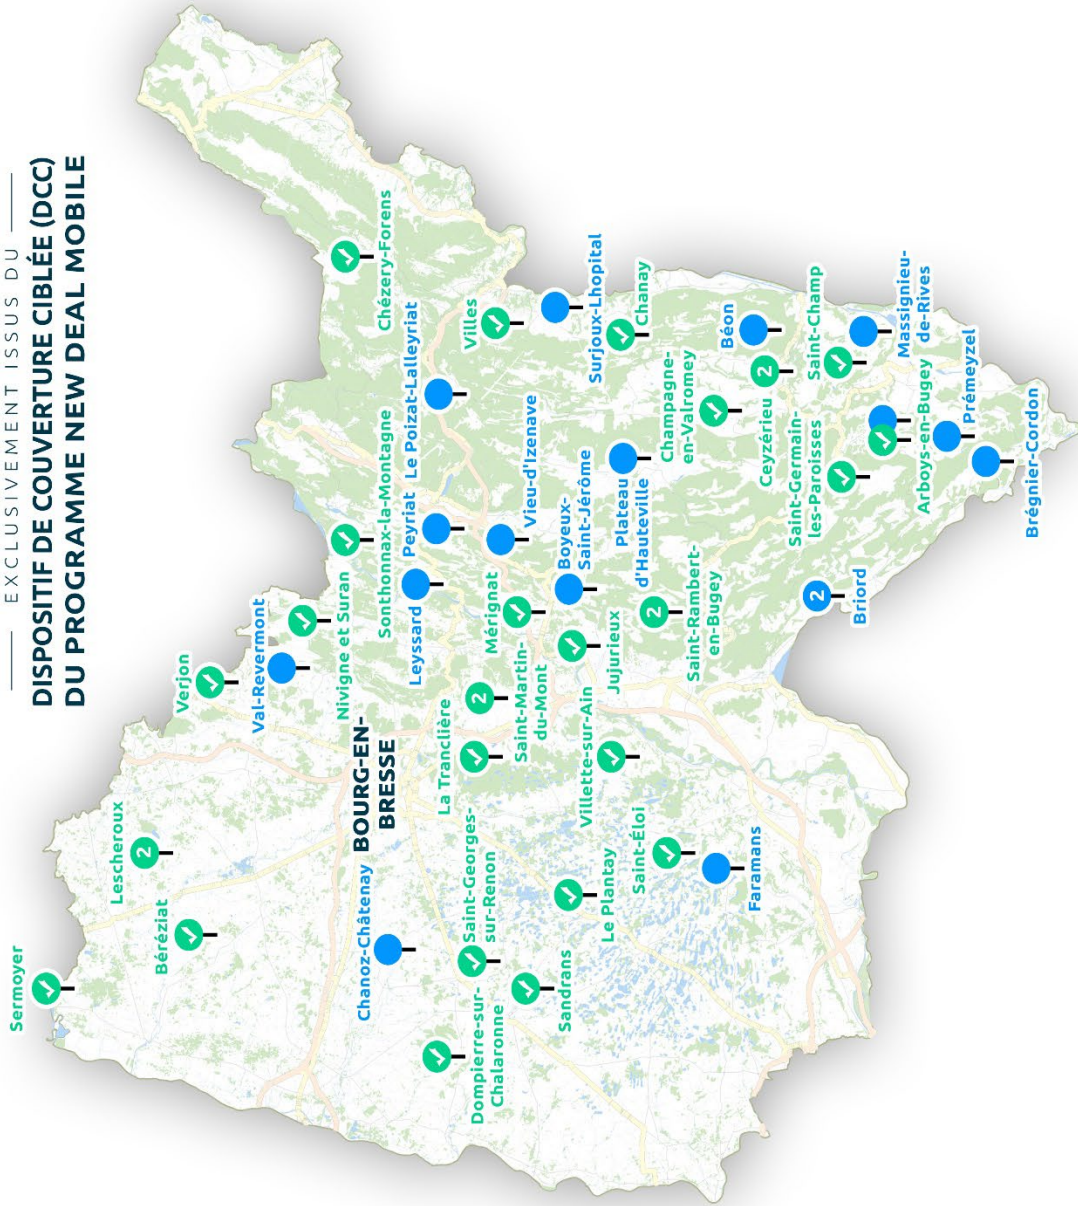 EXCLUSIVEMENT ISSUS DU
DISPOSITIF DE COUVERTURE CIBLÉE (DCC)
DU PROGRAMME NEW DEAL MOBILE
Sermoyer
Lescheroux
2
Béréziat
Verjon
Val-Revermont
Nivigne et Suran
Chézery-Forens
Sonthonnax-la-Montagne
BOURG-EN-
BRESSE
Chanoz-Châtenay
Leyssard
Peyriat
Le Poizat-Lalleyriat
La Tranclière
Villes
Saint-Georges-
sur-Renon
Dompierre-sur-
Chalaronne
2
Saint-Martin-
du-Mont
Mérignat
Vieu-d'Izenave
Sandrans
Boyeux-
Saint-Jérôme
Surjoux-Lhopital
Villette-sur-Ain
Le Plantay
Jujurieux
Plateau
d'Hauteville
Chanay
Saint-Éloi
2
Saint-Rambert-
en-Bugey
Champagne-
en-Valromey
Béon
Faramans
2
Ceyzérieu
Saint-Germain-
les-Paroisses
Saint-Champ
2
Briord
Massignieu-
de-Rives
Arboys-en-Bugey
Prémeyzel
Brégnier-Cordon